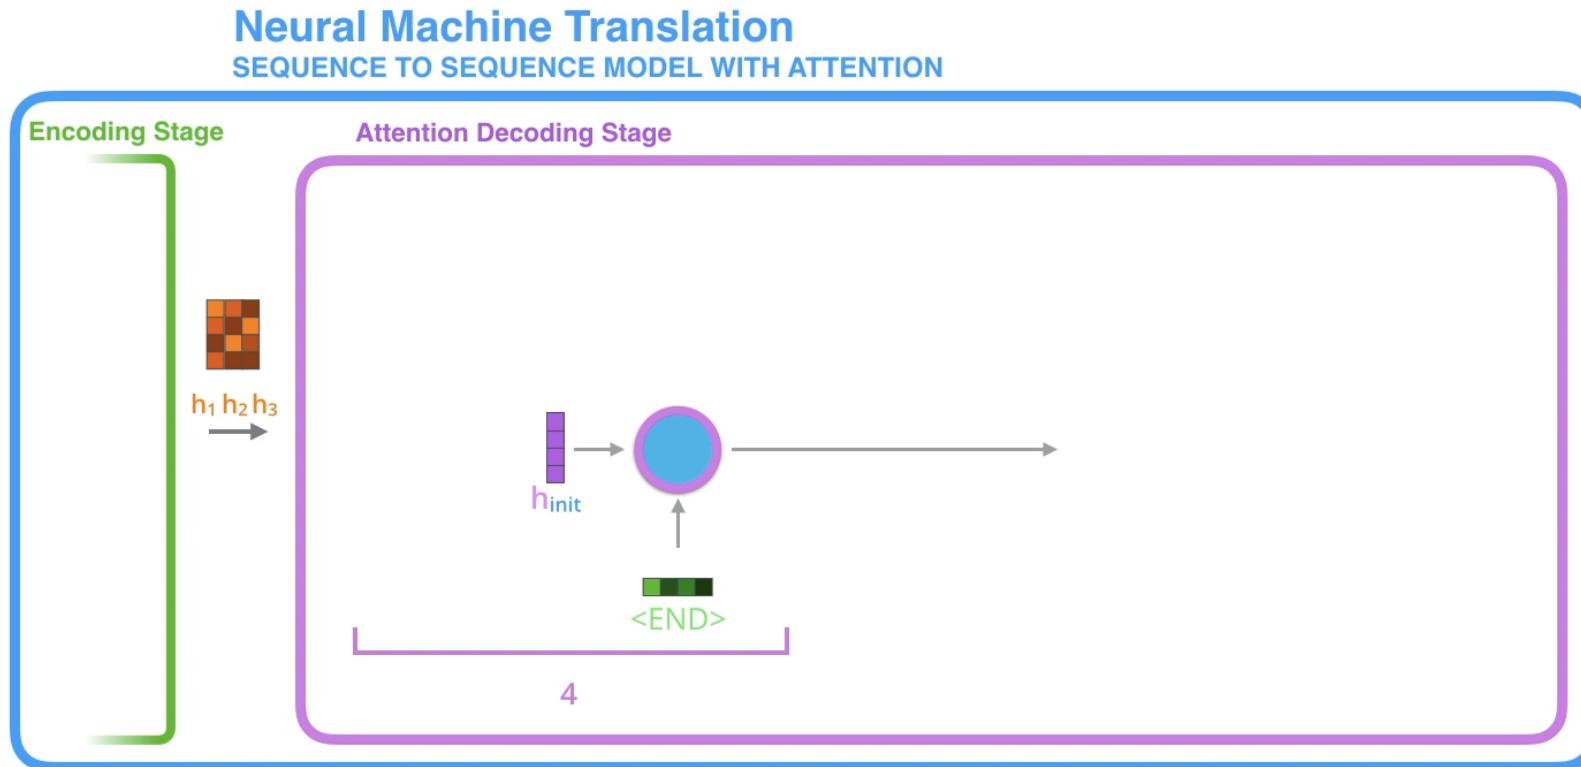 Neural Machine Translation
SEQUENCE TO SEQUENCE MODEL WITH ATTENTION
Encoding Stage
Attention Decoding Stage
h₁ h₂ h₃
hinit
<END>
4